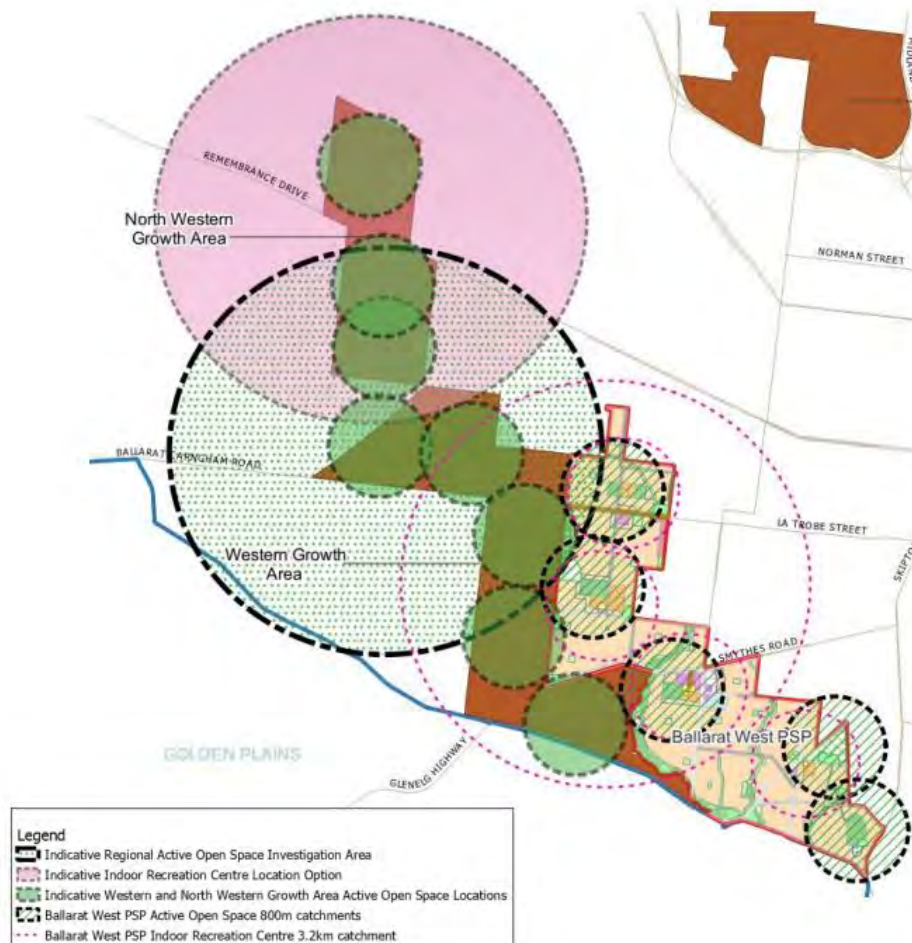 MIDLAND
REMEMBRANCE DRIVE
North Western
Growth Area
NORMAN STREET
BALLARAT CARNGHAM ROAD
LA TROBE STREET
Western Growth
Area
SMYTHES ROAD
Ballarat West PSP
GOLDEN PLAINS
GLENELG HIGHWAY
Legend
Indicative Regional Active Open Space Investigation Area
Indicative Indoor Recreation Centre Location Option
Indicative Western and North Western Growth Area Active Open Space Locations
Ballarat West PSP Active Open Space 800m catchments
Ballarat West PSP Indoor Recreation Centre 3.2km catchment